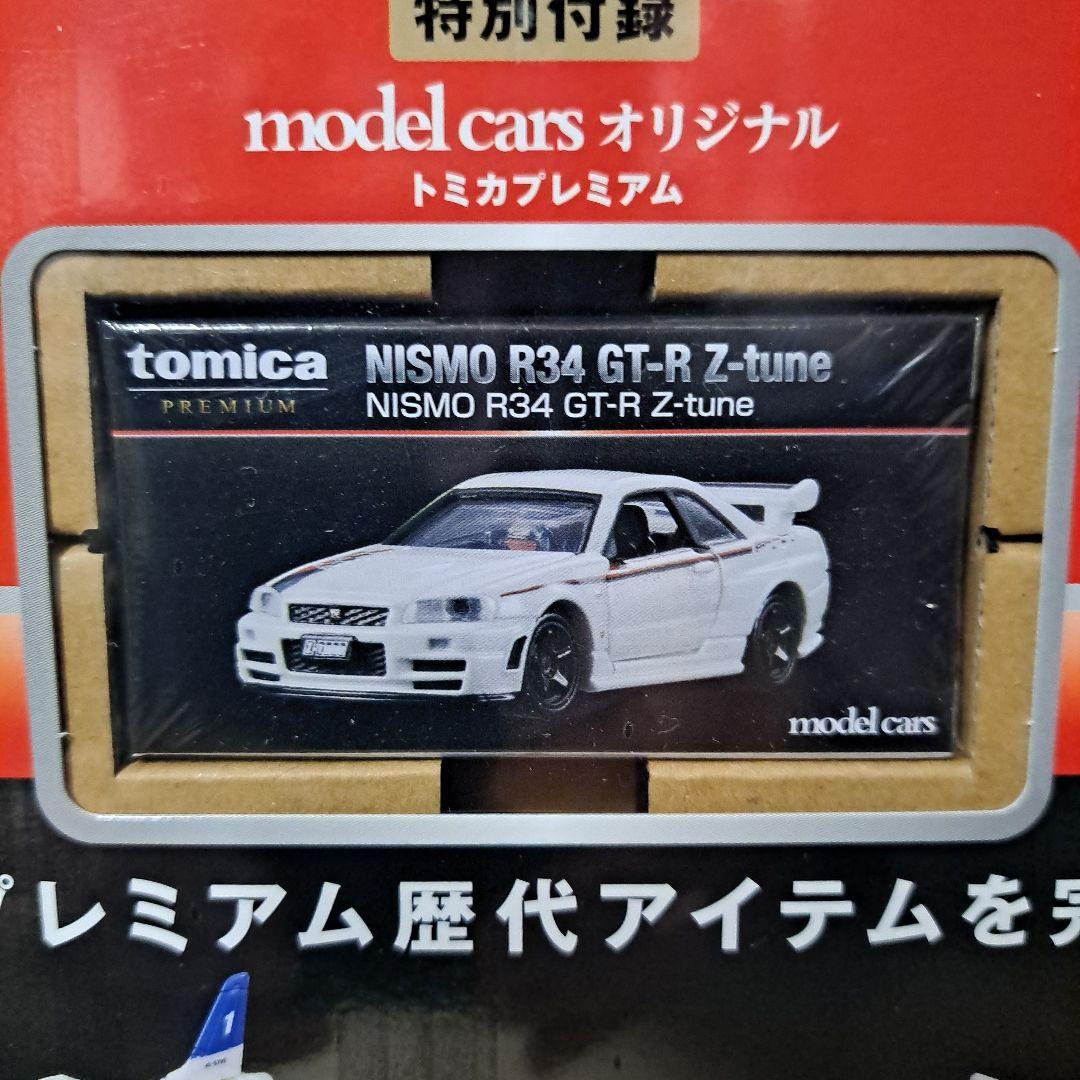 特別付録
model cars オリジナル
トミカプレミアム
tomica
PREMIUM
NISMO R34 GT-R Z-tune
NISMO R34 GT-R Z-tune
model cars
プレミアム歴代アイテムを完
1